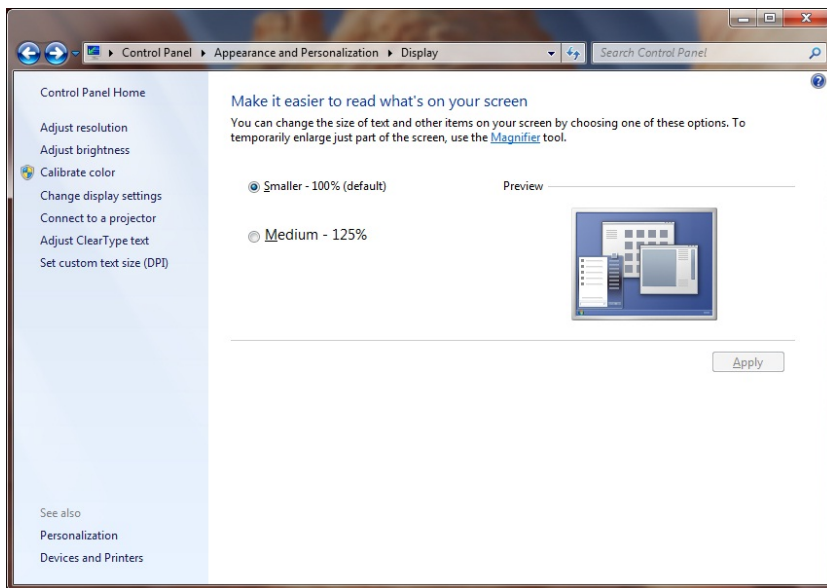 Control Panel ▸ Appearance and Personalization ▸ Display
Search Control Panel
Control Panel Home
Adjust resolution
Adjust brightness
Calibrate color
Change display settings
Connect to a projector
Adjust ClearType text
Set custom text size (DPI)
See also
Personalization
Devices and Printers
Make it easier to read what's on your screen
You can change the size of text and other items on your screen by choosing one of these options. To
temporarily enlarge just part of the screen, use the Magnifier tool.
Smaller - 100% (default)
Preview
Medium - 125%
Apply